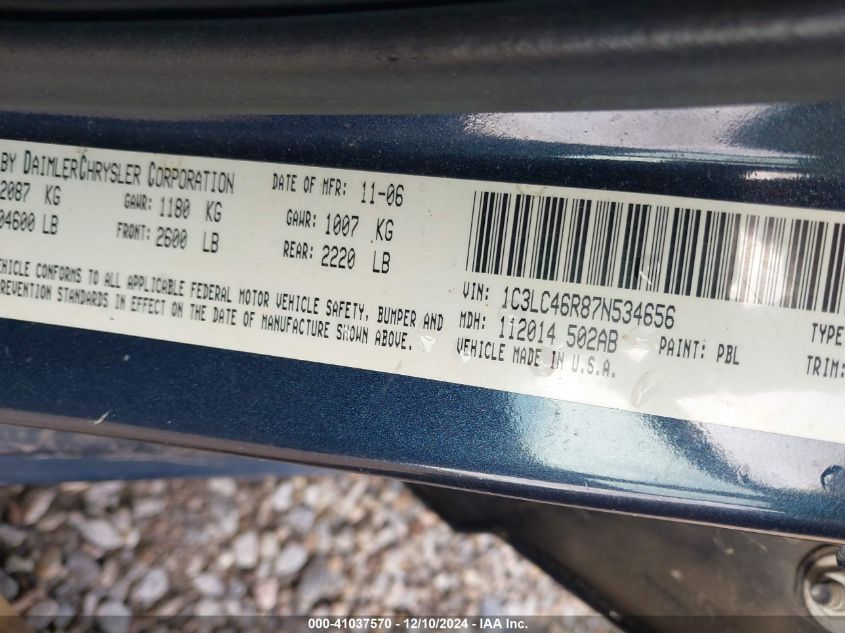 BY DAIMLERCHRYSLER CORPORATION DATE OF MFR: 11-06
2087 KG GAWR: 1180 KG GAWR: 1007 KG
04600 LB FRONT: 2600 LB REAR: 2220 LB
EHICLE CONFORMS TO ALL APPLICABLE FEDERAL MOTOR VEHICLE SAFETY, BUMPER AND
PREVENTION STANDARDS IN EFFECT ON THE DATE OF MANUFACTURE SHOWN ABOVE.
VIN: 1C3LC46R87N534656 TYPE
MDH: 112014 502AB PAINT: PBL TRIM:
VEHICLE MADE IN U.S.A.
000-41037570 - 12/10/2024 - IAA Inc.